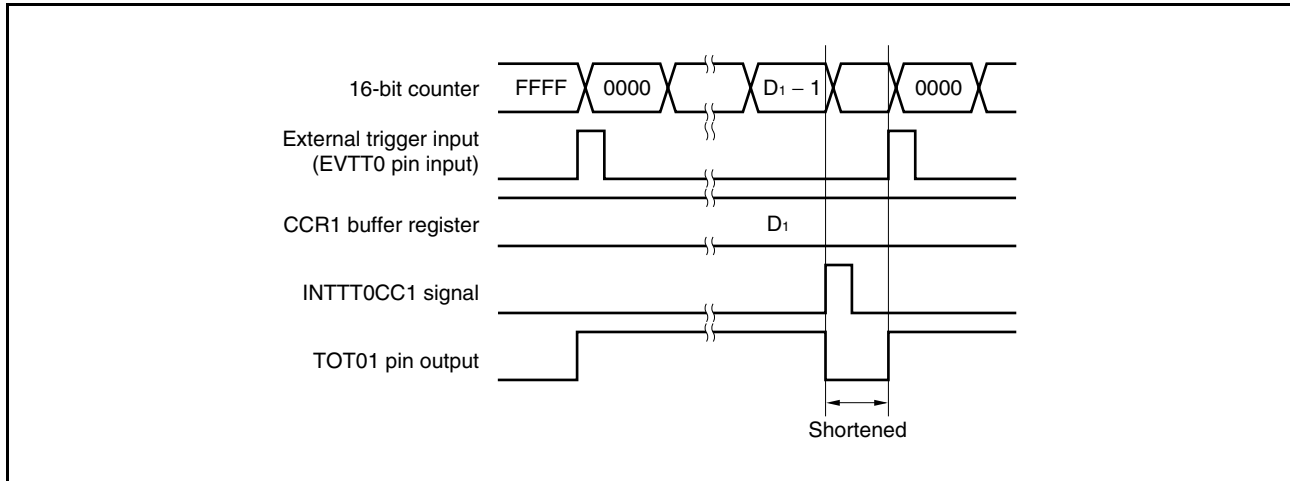 16-bit counter FFFF 0000 D1 − 1 0000
External trigger input
(EVTT0 pin input)
CCR1 buffer register D1
INTTT0CC1 signal
TOT01 pin output
Shortened